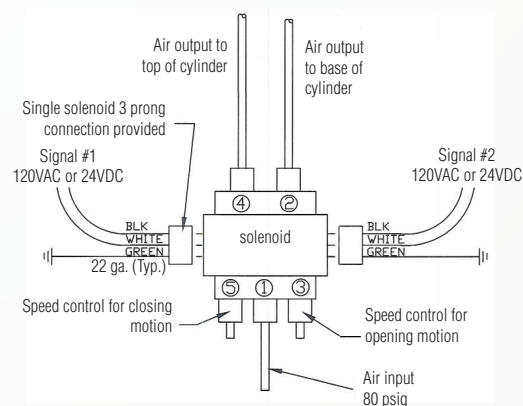 Air output to
top of cylinder
Air output
to base of
cylinder
Single solenoid 3 prong
connection provided
Signal #1
120VAC or 24VDC
Signal #2
120VAC or 24VDC
④
②
BLK
WHITE
GREEN
22 ga. (Typ.)
solenoid
BLK
WHITE
GREEN
⑤
①
③
Speed control for closing
motion
Speed control for
opening motion
Air input
80 psig